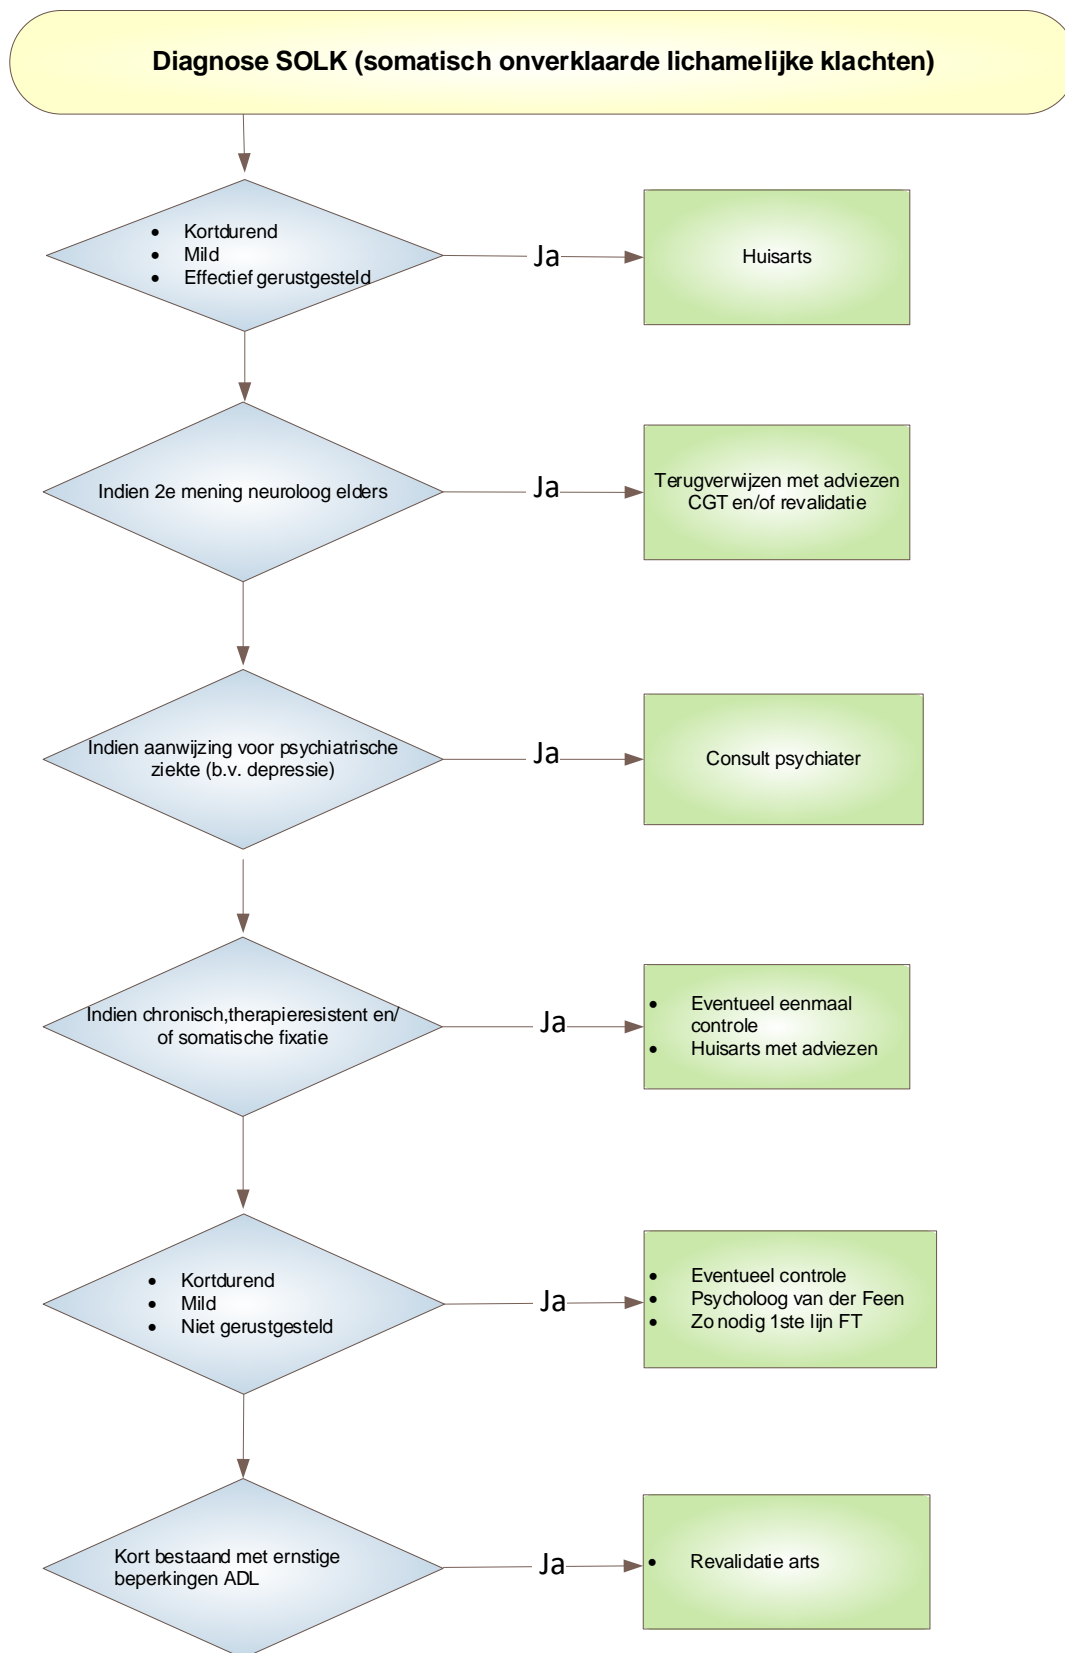 Diagnose SOLK (somatisch onverklaarde lichamelijke klachten)
• Kortdurend
• Mild
• Effectief gerustgesteld
Ja
Huisarts
Indien 2e mening neuroloog elders
Ja
Terugverwijzen met adviezen
CGT en/of revalidatie
Indien aanwijzing voor psychiatrische
ziekte (b.v. depressie)
Ja
Consult psychiater
Indien chronisch,therapieresistent en/
of somatische fixatie
Ja
• Eventueel eenmaal
controle
• Huisarts met adviezen
• Kortdurend
• Mild
• Niet gerustgesteld
Ja
• Eventueel controle
• Psycholoog van der Feen
• Zo nodig 1ste lijn FT
Kort bestaand met ernstige
beperkingen ADL
Ja
• Revalidatie arts